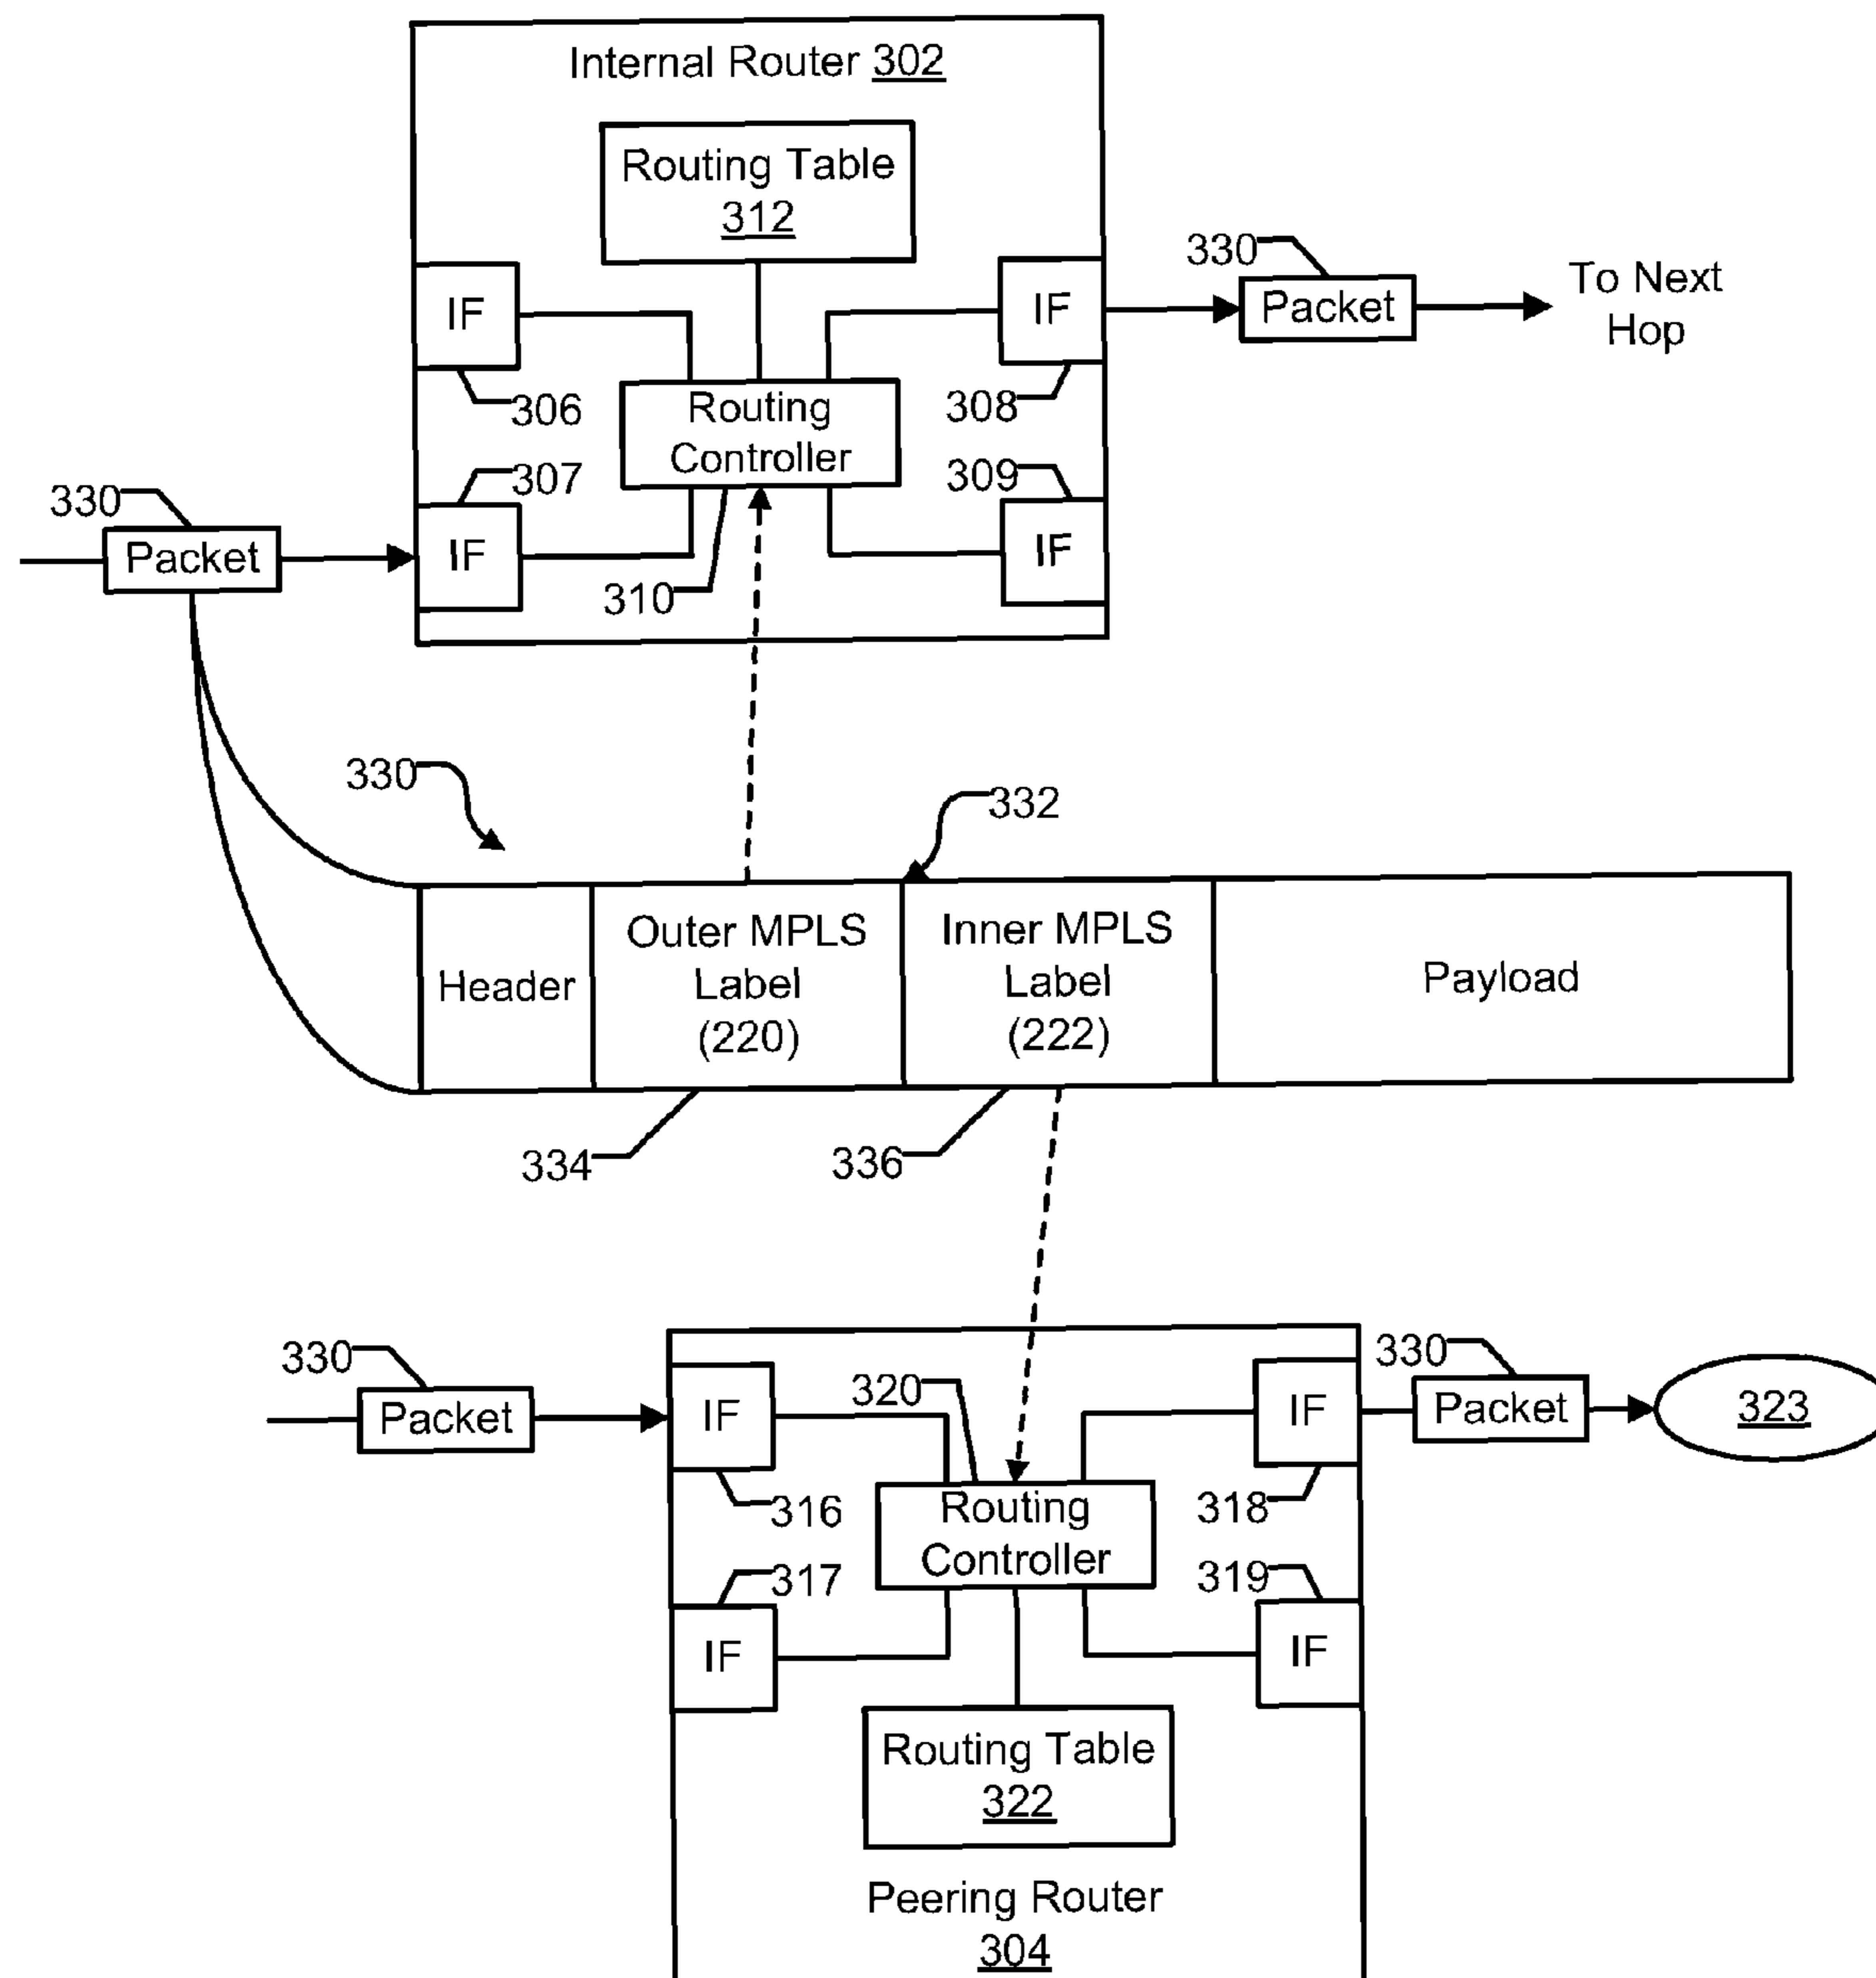 Internal Router 302
Routing Table
312
330
IF
IF
Packet
To Next
Hop
306
Routing
Controller
308
307
309
330
Packet
IF
IF
310
330
332
Header
Outer MPLS
Label
(220)
Inner MPLS
Label
(222)
Payload
334
336
330
Packet
IF
320
IF
330
Packet
323
316
Routing
Controller
318
317
319
IF
IF
Routing Table
322
Peering Router
304